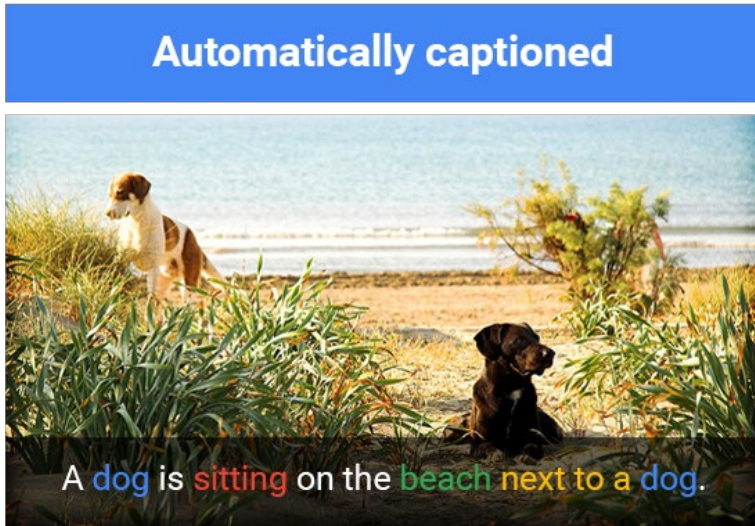 Automatically captioned
A dog is sitting on the beach next to a dog.